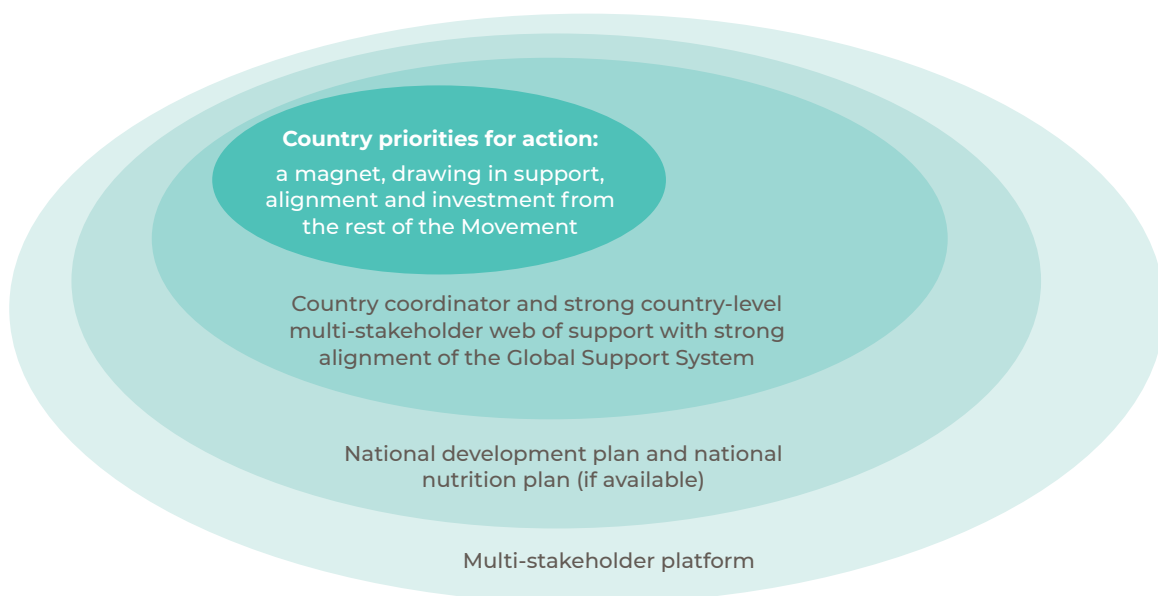 Country priorities for action:
a magnet, drawing in support,
alignment and investment from
the rest of the Movement
Country coordinator and strong country-level
multi-stakeholder web of support with strong
alignment of the Global Support System
National development plan and national
nutrition plan (if available)
Multi-stakeholder platform